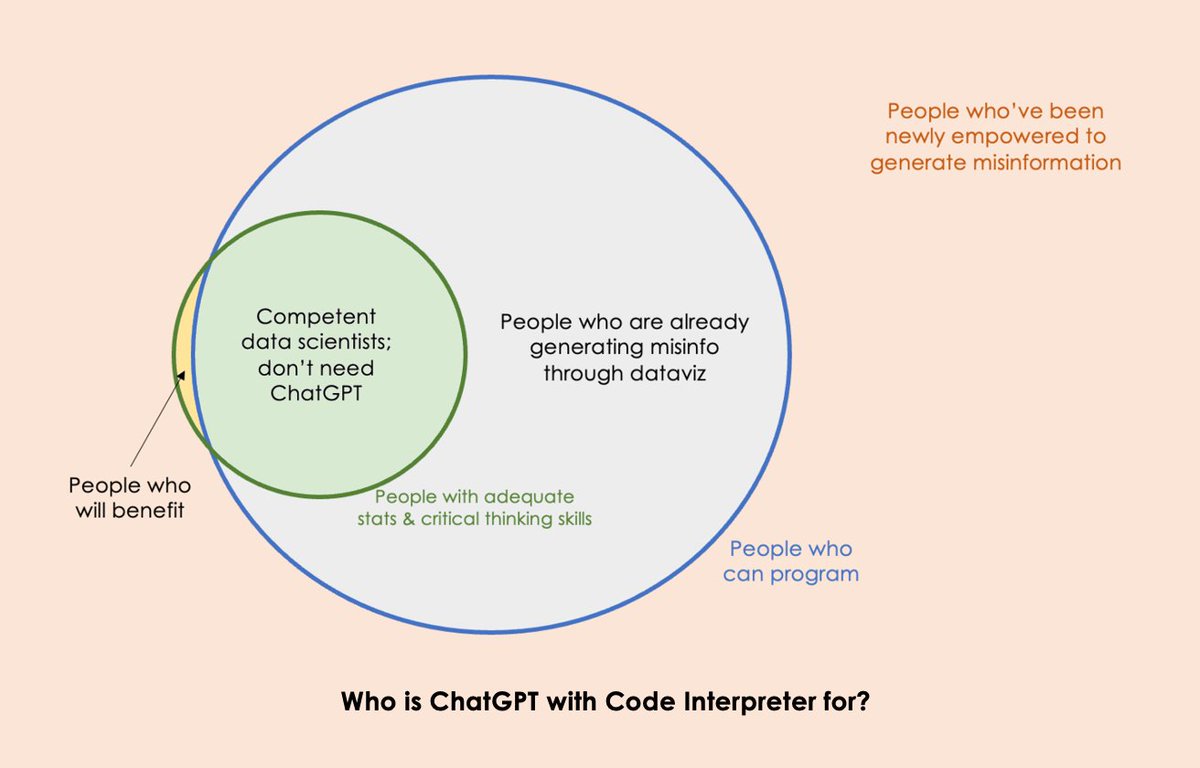 People who've been
newly empowered to
generate misinformation
Competent
data scientists;
don't need
ChatGPT
People who are already
generating misinfo
through dataviz
People who
will benefit
People with adequate
stats & critical thinking skills
People who
can program
Who is ChatGPT with Code Interpreter for?